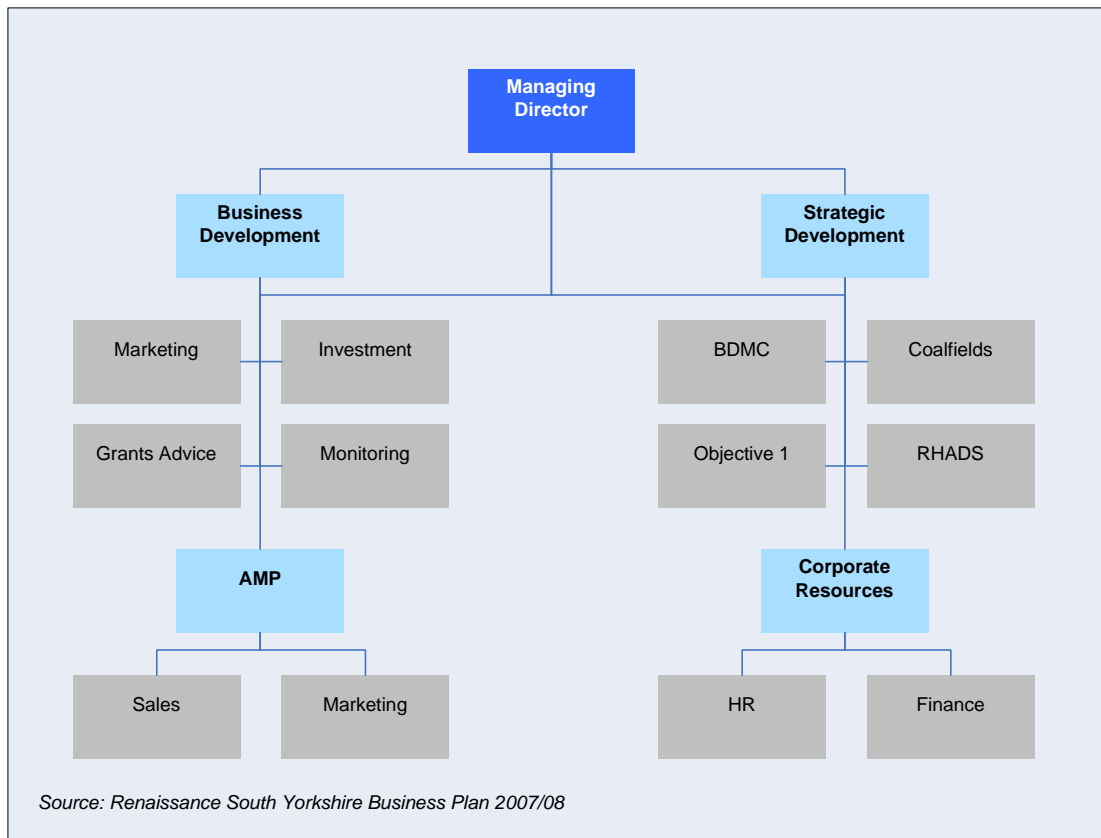 Managing
Director
Business
Development
Strategic
Development
Marketing
Investment
BDMC
Coalfields
Grants Advice
Monitoring
Objective 1
RHADS
AMP
Corporate
Resources
Sales
Marketing
HR
Finance
Source: Renaissance South Yorkshire Business Plan 2007/08